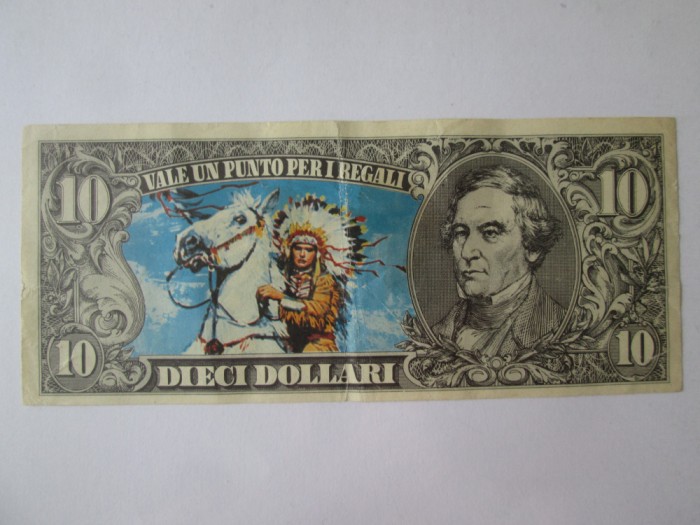 VALE UN PUNTO PER I REGALI
10 10
10 10
DIECI DOLLARI